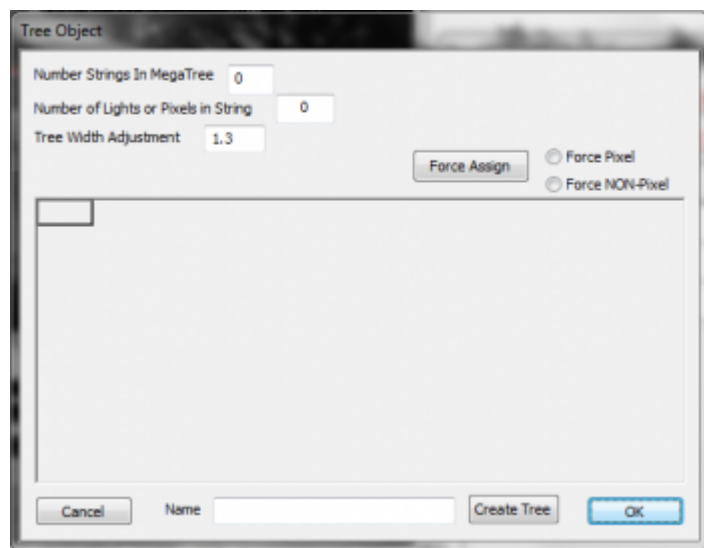 Tree Object
Number Strings In MegaTree 0
Number of Lights or Pixels in String 0
Tree Width Adjustment 1.3
Force Assign
Force Pixel
Force NON-Pixel
Cancel Name Create Tree OK